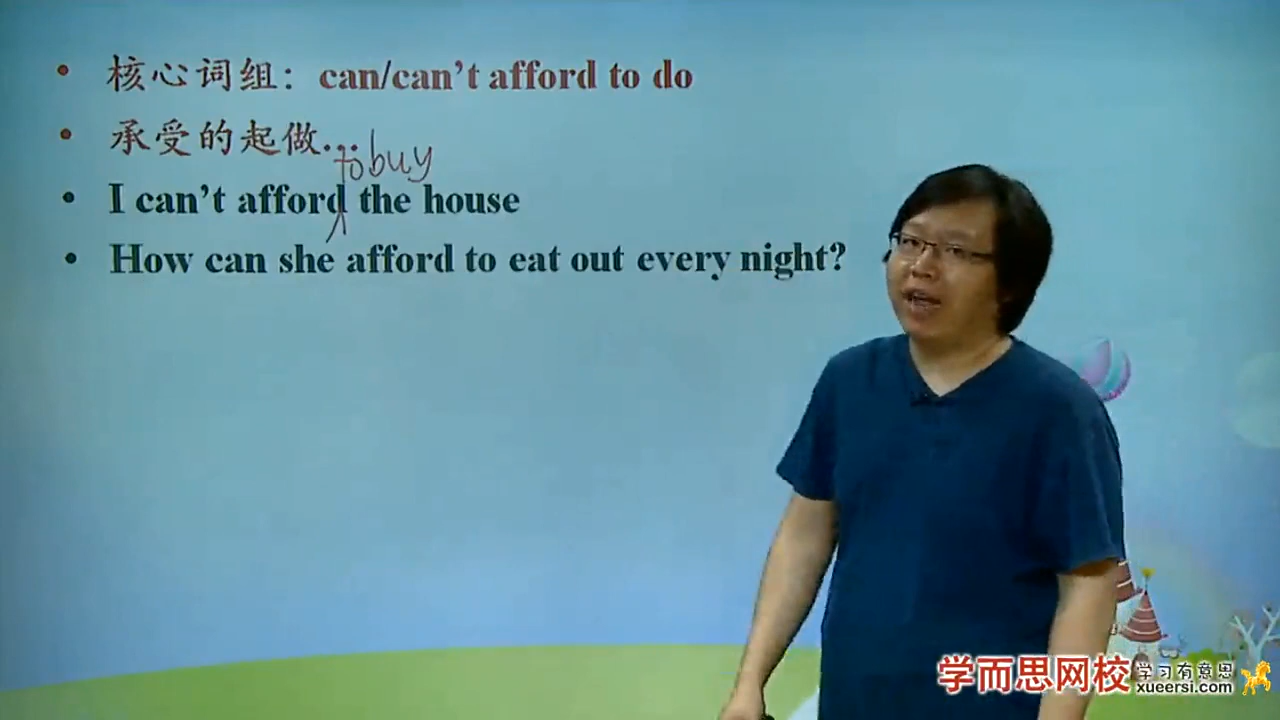 • 核心词组：can/can't afford to do
• 承受的起做...
to buy
• I can't afford the house
• How can she afford to eat out every night?
学而思网校 学习有意思
xueersi.com